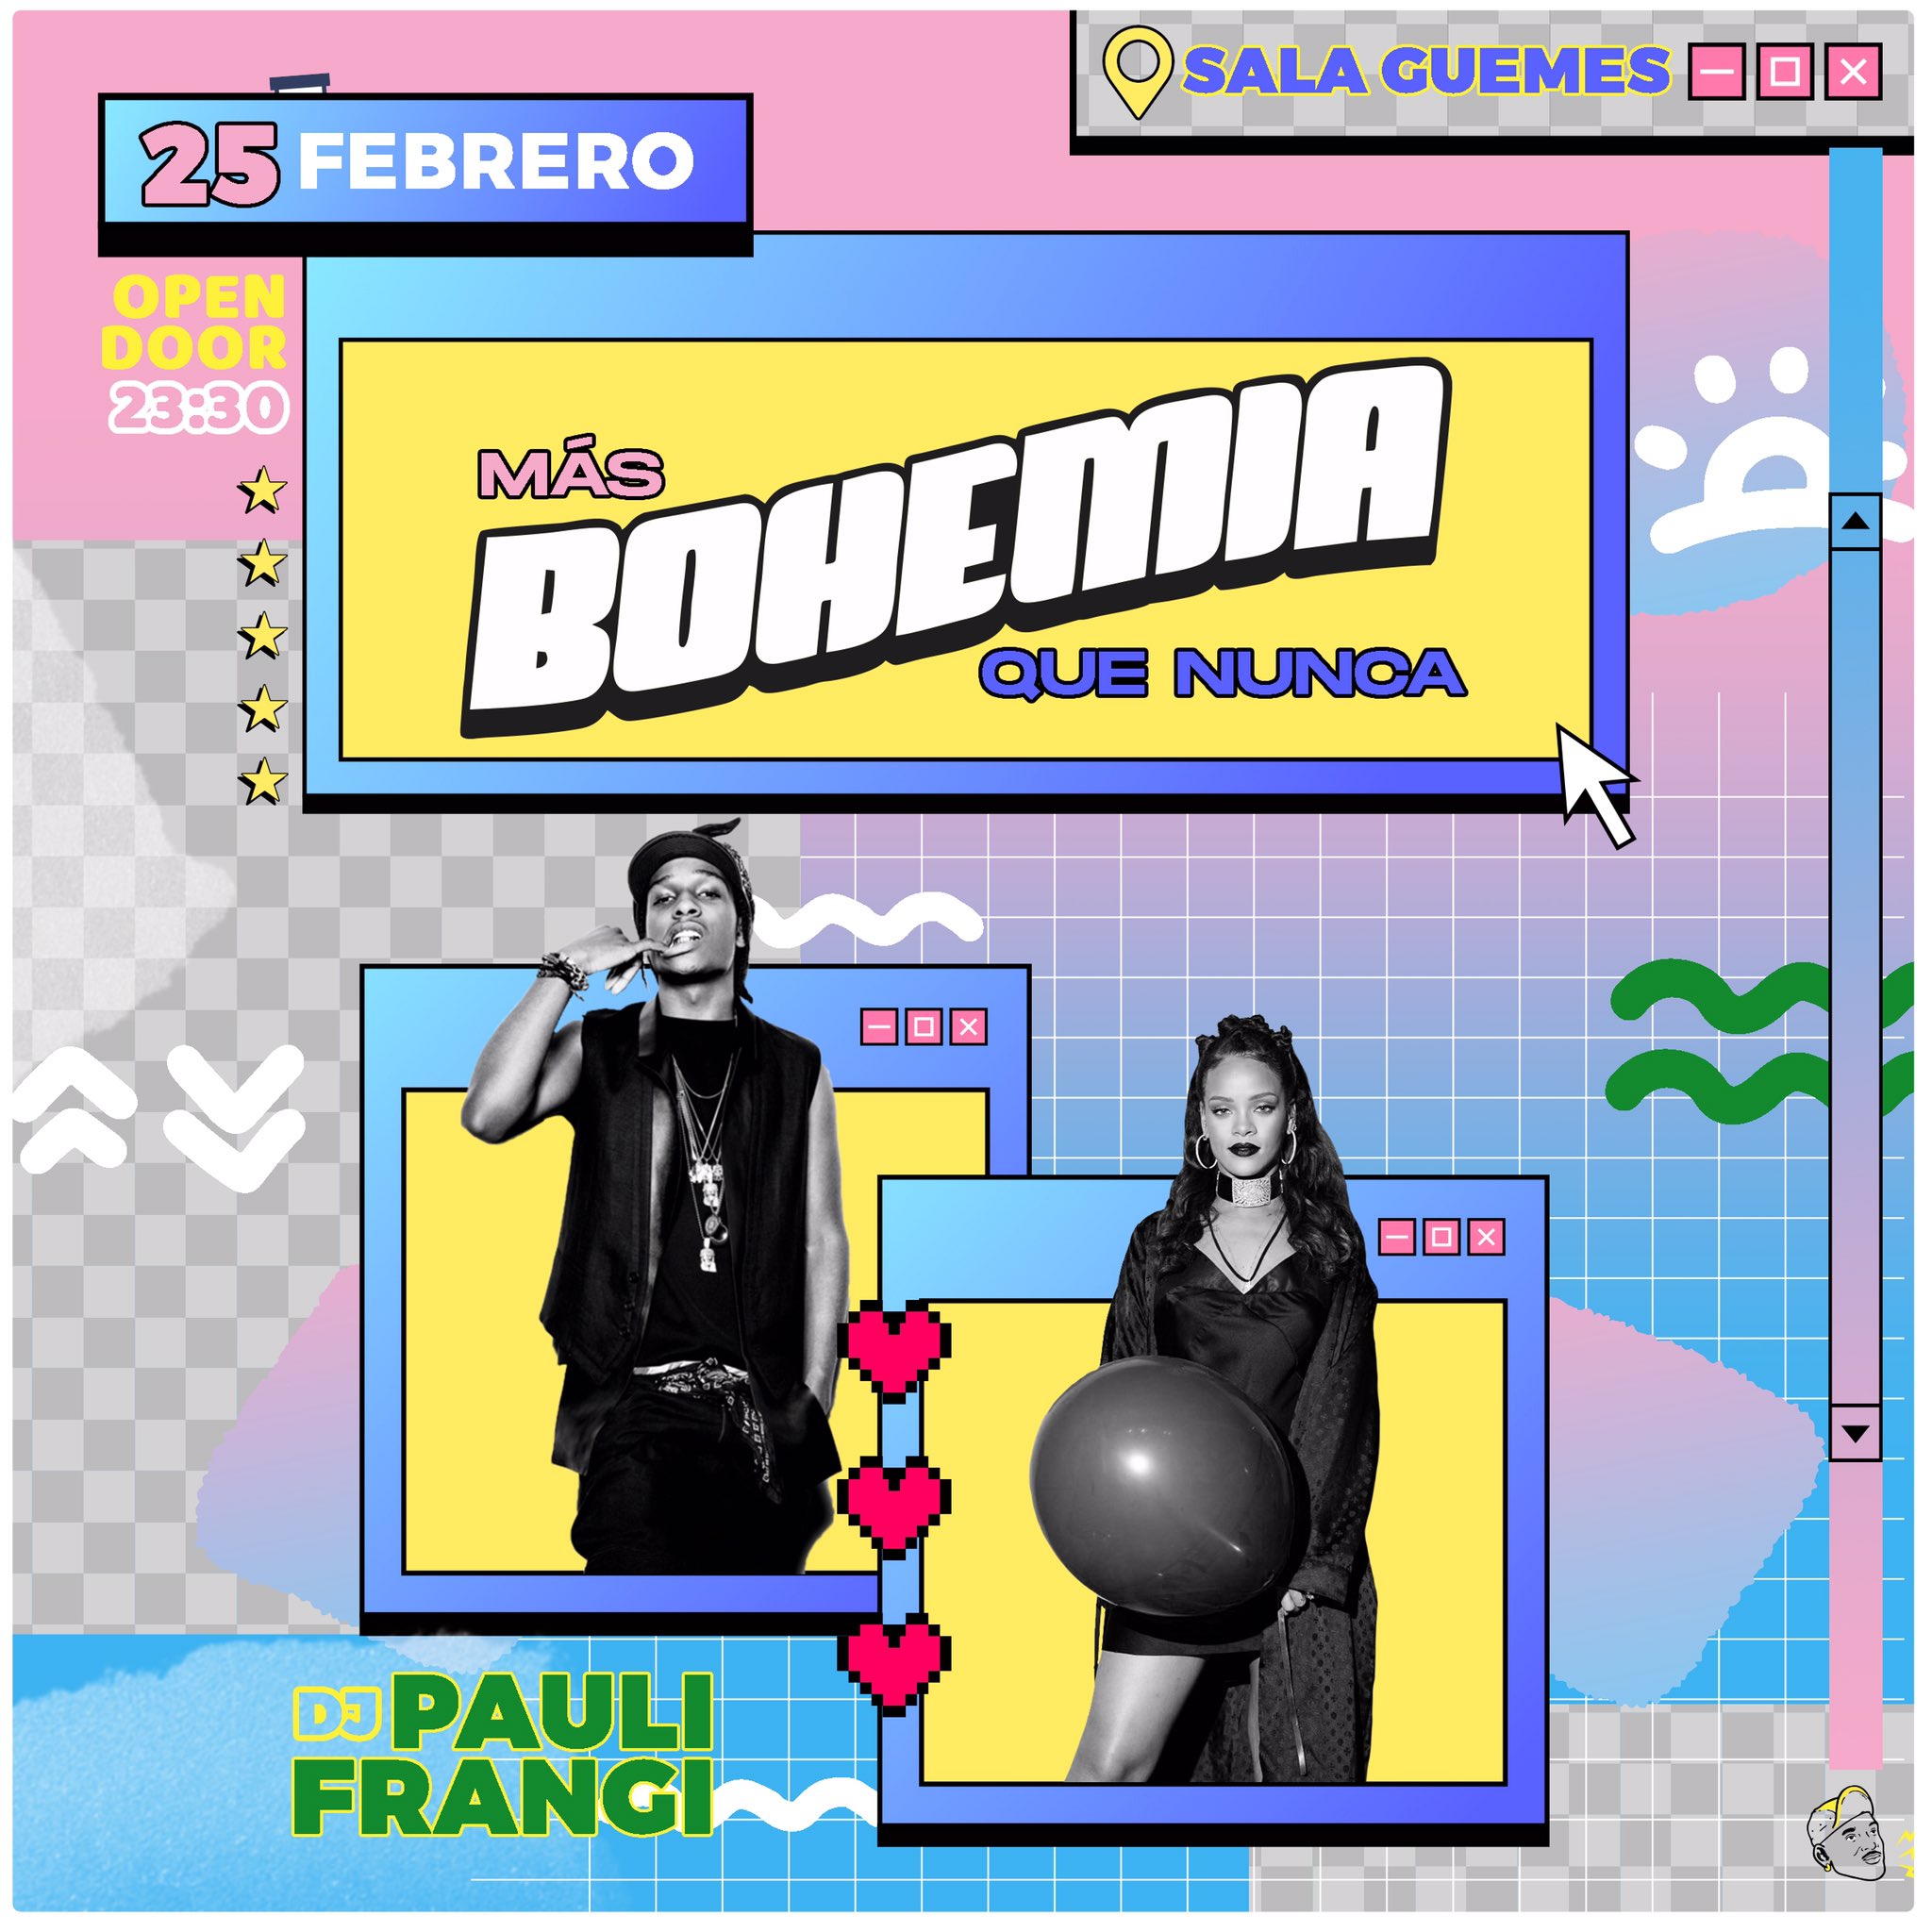 SALA GUEMES
25 FEBRERO
OPEN
DOOR
23:30
MÁS
BOHEMIA
QUE NUNCA
DJ PAULI
FRANGI